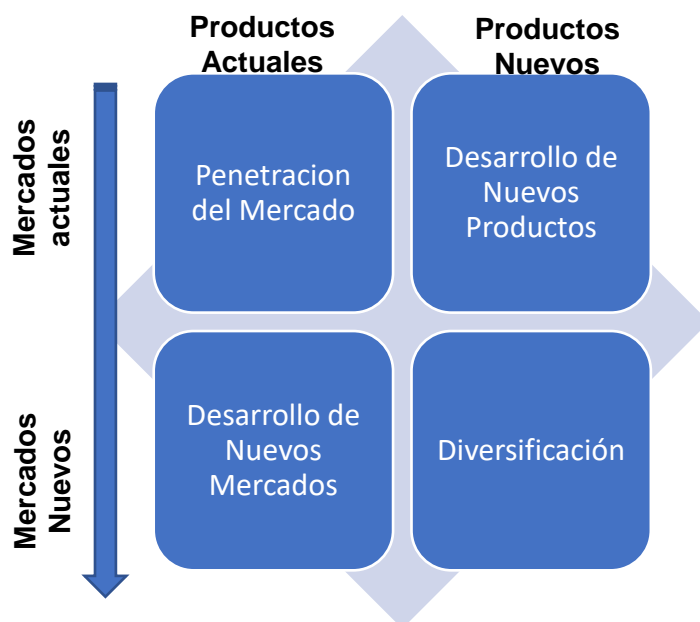 Productos
Actuales
Productos
Nuevos
Mercados
actuales
Penetracion
del Mercado
Desarrollo de
Nuevos
Productos
Mercados
Nuevos
Desarrollo de
Nuevos
Mercados
Diversificación